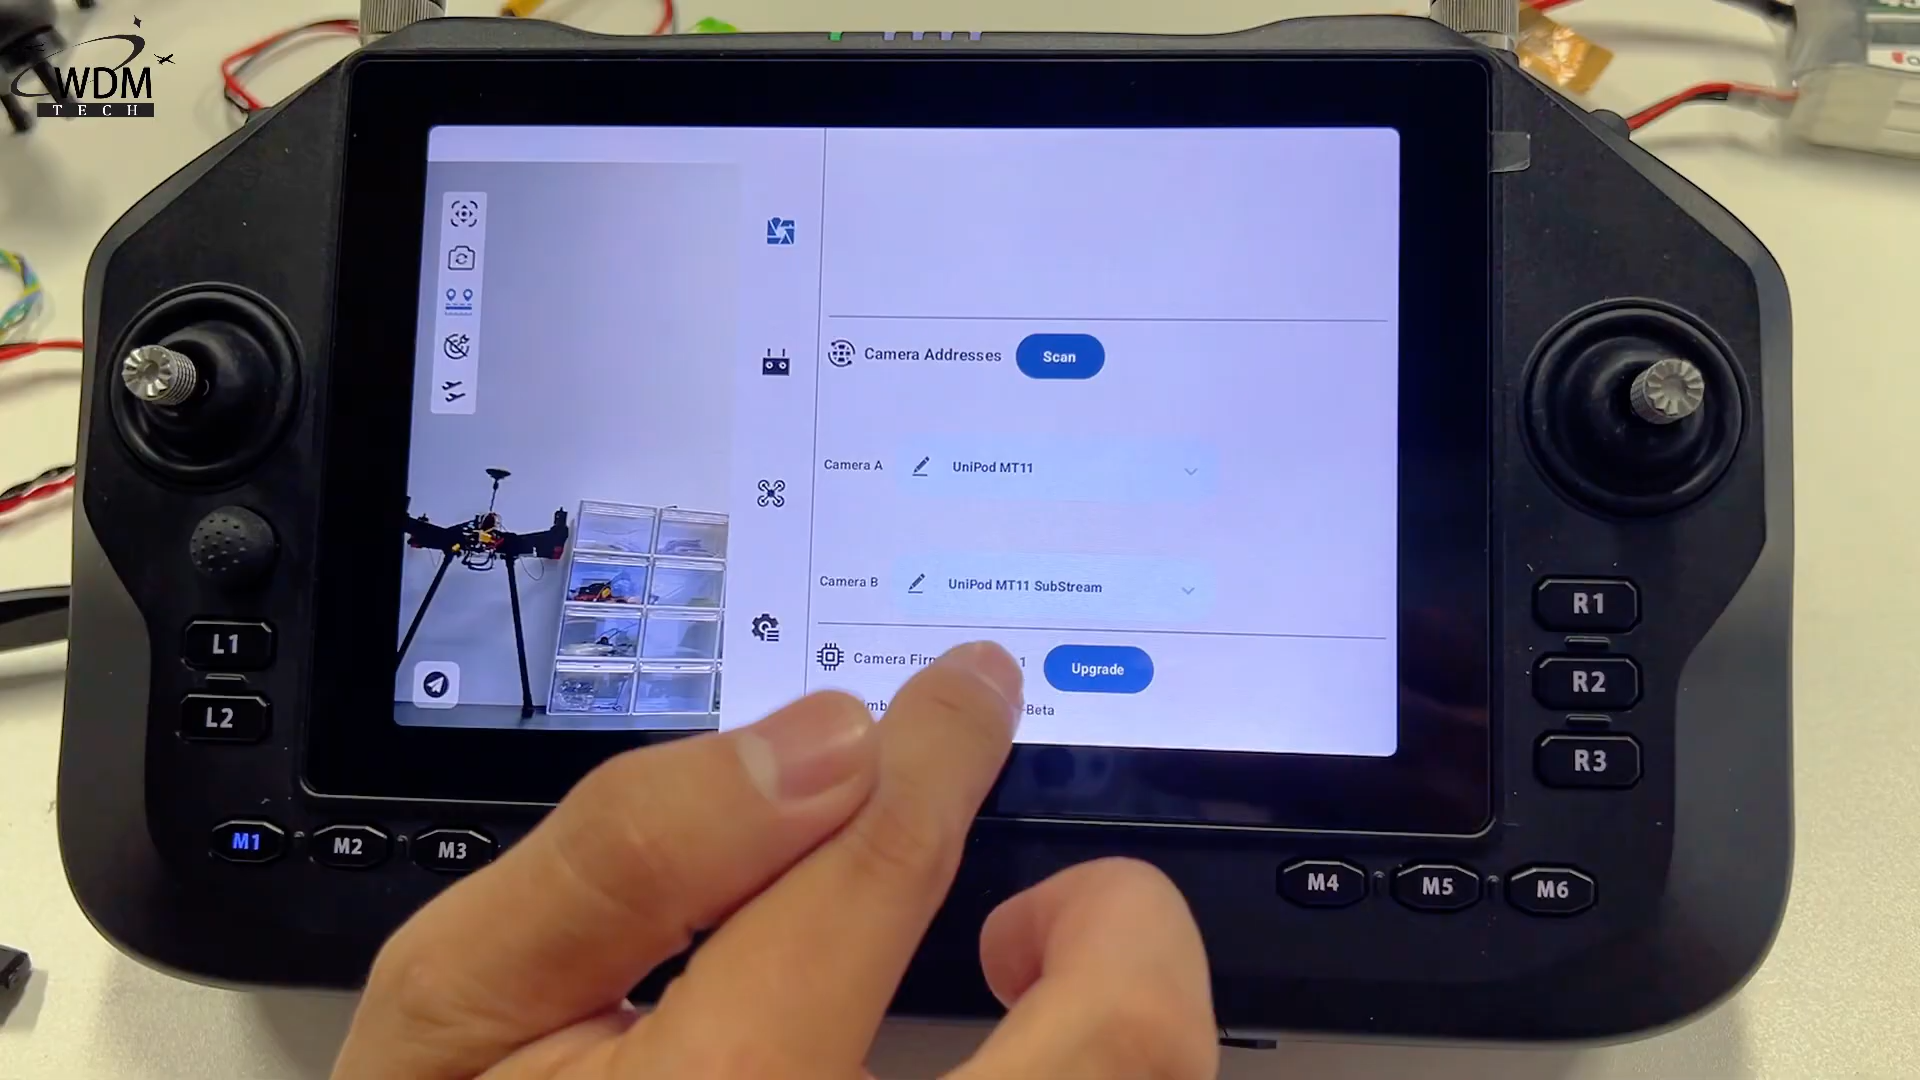 WDM
TECH
Camera Addresses
Scan
Camera A
UniPod MT11
Camera B
UniPod MT11 SubStream
Camera
1
Upgrade
-Beta
L1
L2
R1
R2
R3
M1
M2
M3
M4
M5
M6